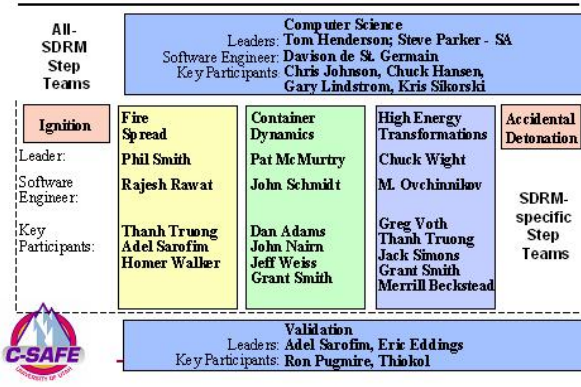 All-
SDRM
Step
Teams
Computer Science
Leaders: Tom Henderson; Steve Parker - SA
Software Engineer: Davison de St. Germain
Key Participants: Chris Johnson, Chuck Hansen,
Gary Lindstrom, Kris Sikorski
Ignition
Fire
Spread
Container
Dynamics
High Energy
Transformations
Accidental
Detonation
Leader:
Phil Smith
Pat McMurtry
Chuck Wight
Software
Engineer:
Rajesh Rawat
John Schmidt
M. Ovchinnikov
Key
Participants:
Thanh Truong
Adel Sarofim
Homer Walker
Dan Adams
John Nairn
Jeff Weiss
Grant Smith
Greg Voth
Thanh Truong
Jack Simons
Grant Smith
Merrill Beckstead
SDRM-
specific
Step
Teams
Validation
Leaders: Adel Sarofim, Eric Eddings
Key Participants: Ron Pugmire, Thiokol
C-SAFE
UNIVERSITY OF UTAH